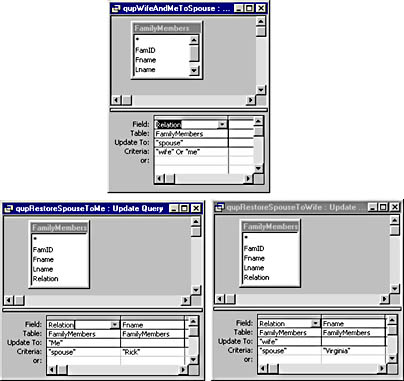 qupWifeAndMeToSpouse : ...
FamilyMembers
*
FamID
Fname
Lname
Field: Relation
Table: FamilyMembers
Update To: "spouse"
Criteria: "wife" Or "me"
or:
qupRestoreSpouseToMe : Update Query
FamilyMembers
*
FamID
Fname
Lname
Relation
Field: Relation Fname
Table: FamilyMembers FamilyMembers
Update To: "Me"
Criteria: "spouse" "Rick"
or:
qupRestoreSpouseToWife : Update ...
FamilyMembers
*
FamID
Fname
Lname
Relation
Field: Relation Fname
Table: FamilyMembers FamilyMembers
Update To: "wife"
Criteria: "spouse" "Virginia"
or: